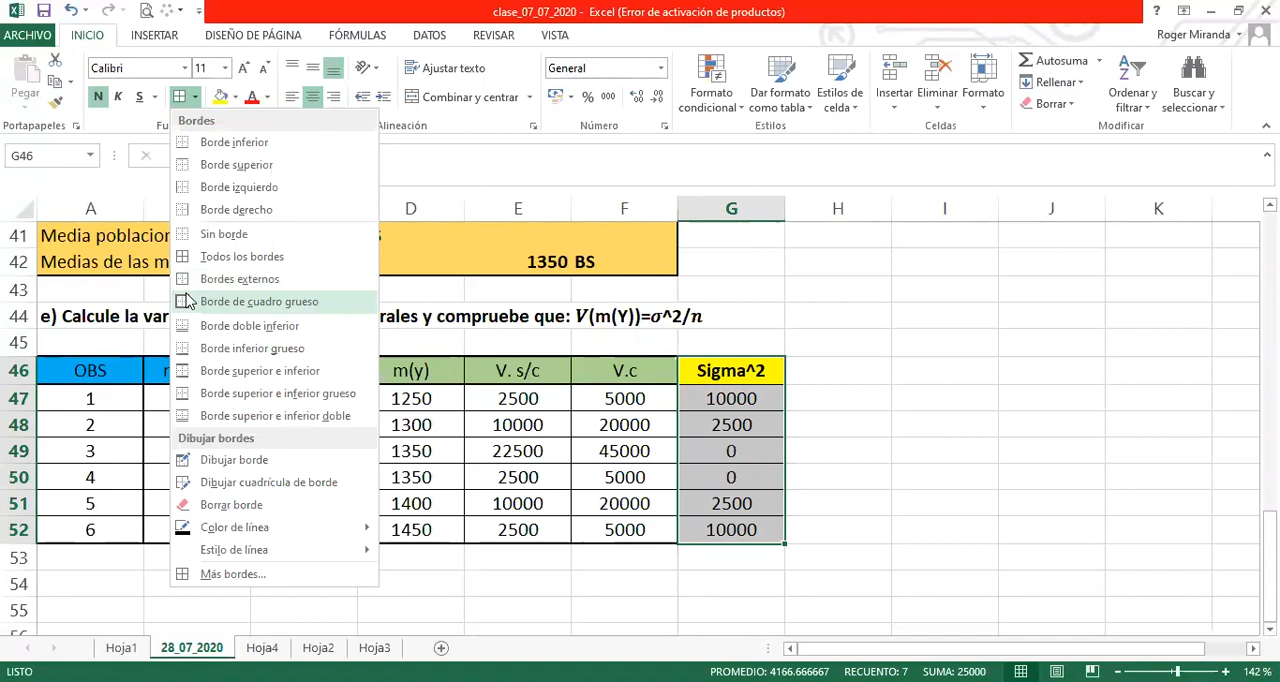 clase_07_07_2020 - Excel (Error de activación de productos)
?
ARCHIVO INICIO INSERTAR DISEÑO DE PÁGINA FÓRMULAS DATOS REVISAR VISTA Roger Miranda
Pegar
Calibri 11
N K S
Ajustar texto
Combinar y centrar
General
% 000
Formato condicional
Dar formato como tabla
Estilos de celda
Insertar Eliminar Formato
Autosuma
Rellenar
Borrar
Ordenar y filtrar
Buscar y seleccionar
Portapapeles Fu Alineación Número Estilos Celdas Modificar
G46
Bordes
Borde inferior
Borde superior
Borde izquierdo
Borde derecho
Sin borde
Todos los bordes
Bordes externos
Borde de cuadro grueso
Borde doble inferior
Borde inferior grueso
Borde superior e inferior
Borde superior e inferior grueso
Borde superior e inferior doble
Dibujar bordes
Dibujar borde
Dibujar cuadrícula de borde
Borrar borde
Color de línea
Estilo de línea
Más bordes...
A D E F G H I J K
41 Media poblacion S
42 Medias de las m 1350 BS
43
44 e) Calcule la var rales y compruebe que: V(m(Y))=σ^2/n
45
46 OBS m(y) V. s/c V.c Sigma^2
47 1 1250 2500 5000 10000
48 2 1300 10000 20000 2500
49 3 1350 22500 45000 0
50 4 1350 2500 5000 0
51 5 1400 10000 20000 2500
52 6 1450 2500 5000 10000
53
54
55
56
Hoja1 28_07_2020 Hoja4 Hoja2 Hoja3
LISTO PROMEDIO: 4166.666667 RECUENTO: 7 SUMA: 25000 142 %